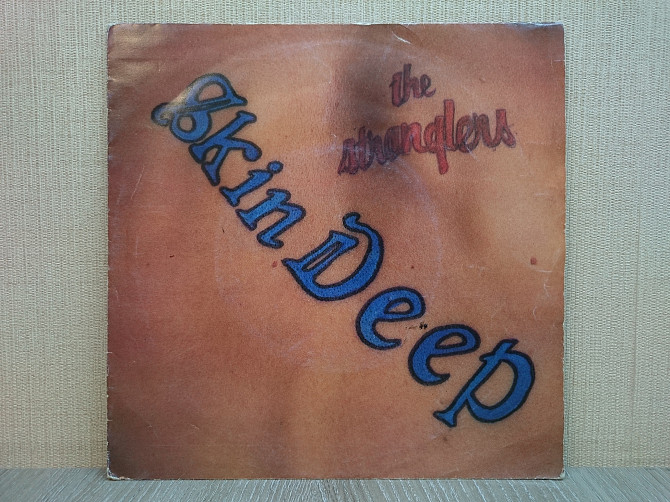 the
stranglers
Skin Deep